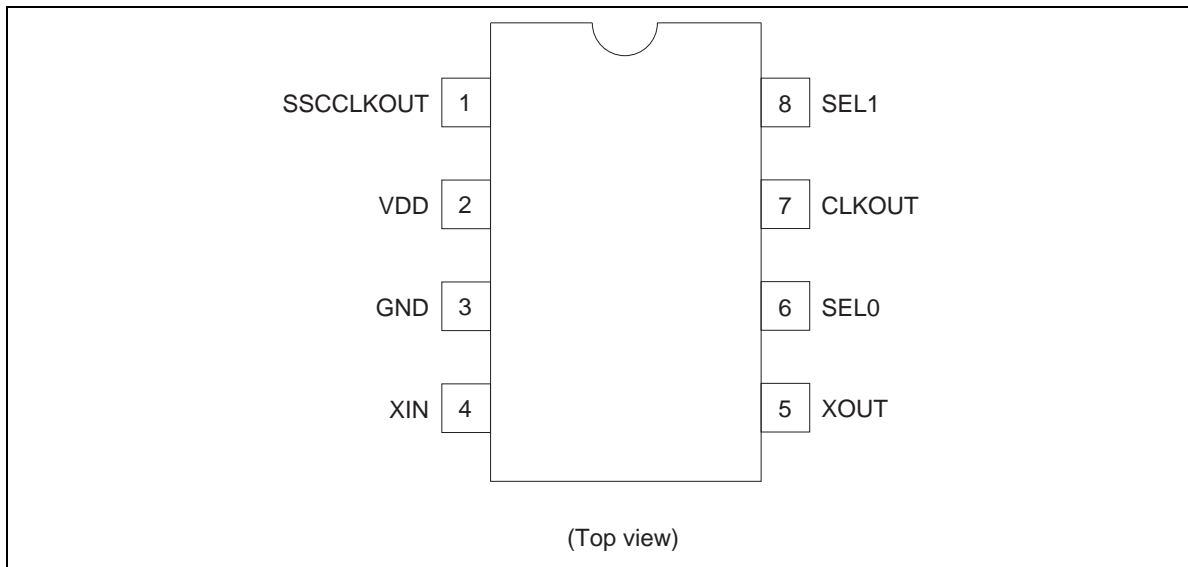 SSCCLKOUT 1 8 SEL1
VDD 2 7 CLKOUT
GND 3 6 SEL0
XIN 4 5 XOUT
(Top view)